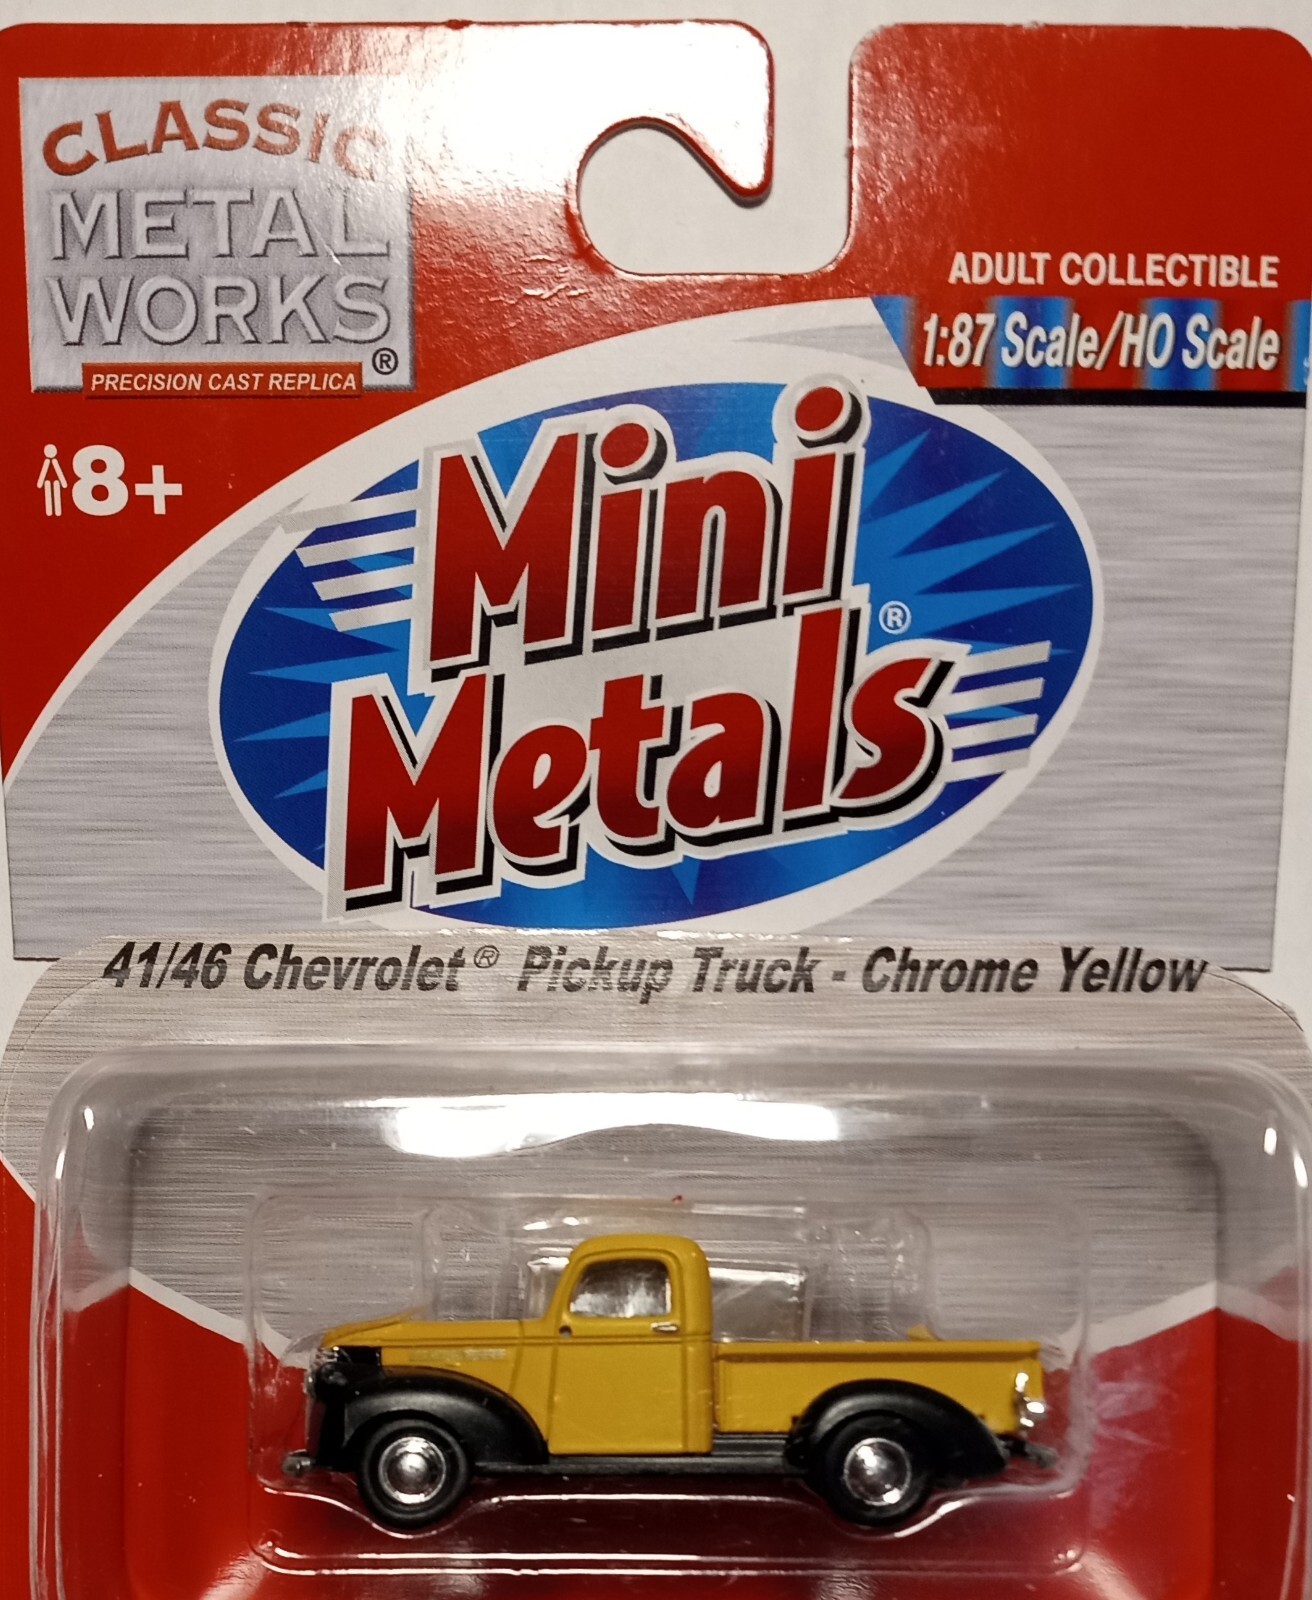 CLASSIC
METAL
WORKS®
PRECISION CAST REPLICA
ADULT COLLECTIBLE
1:87 Scale/HO Scale
8+
Mini
Metals®
41/46 Chevrolet® Pickup Truck - Chrome Yellow